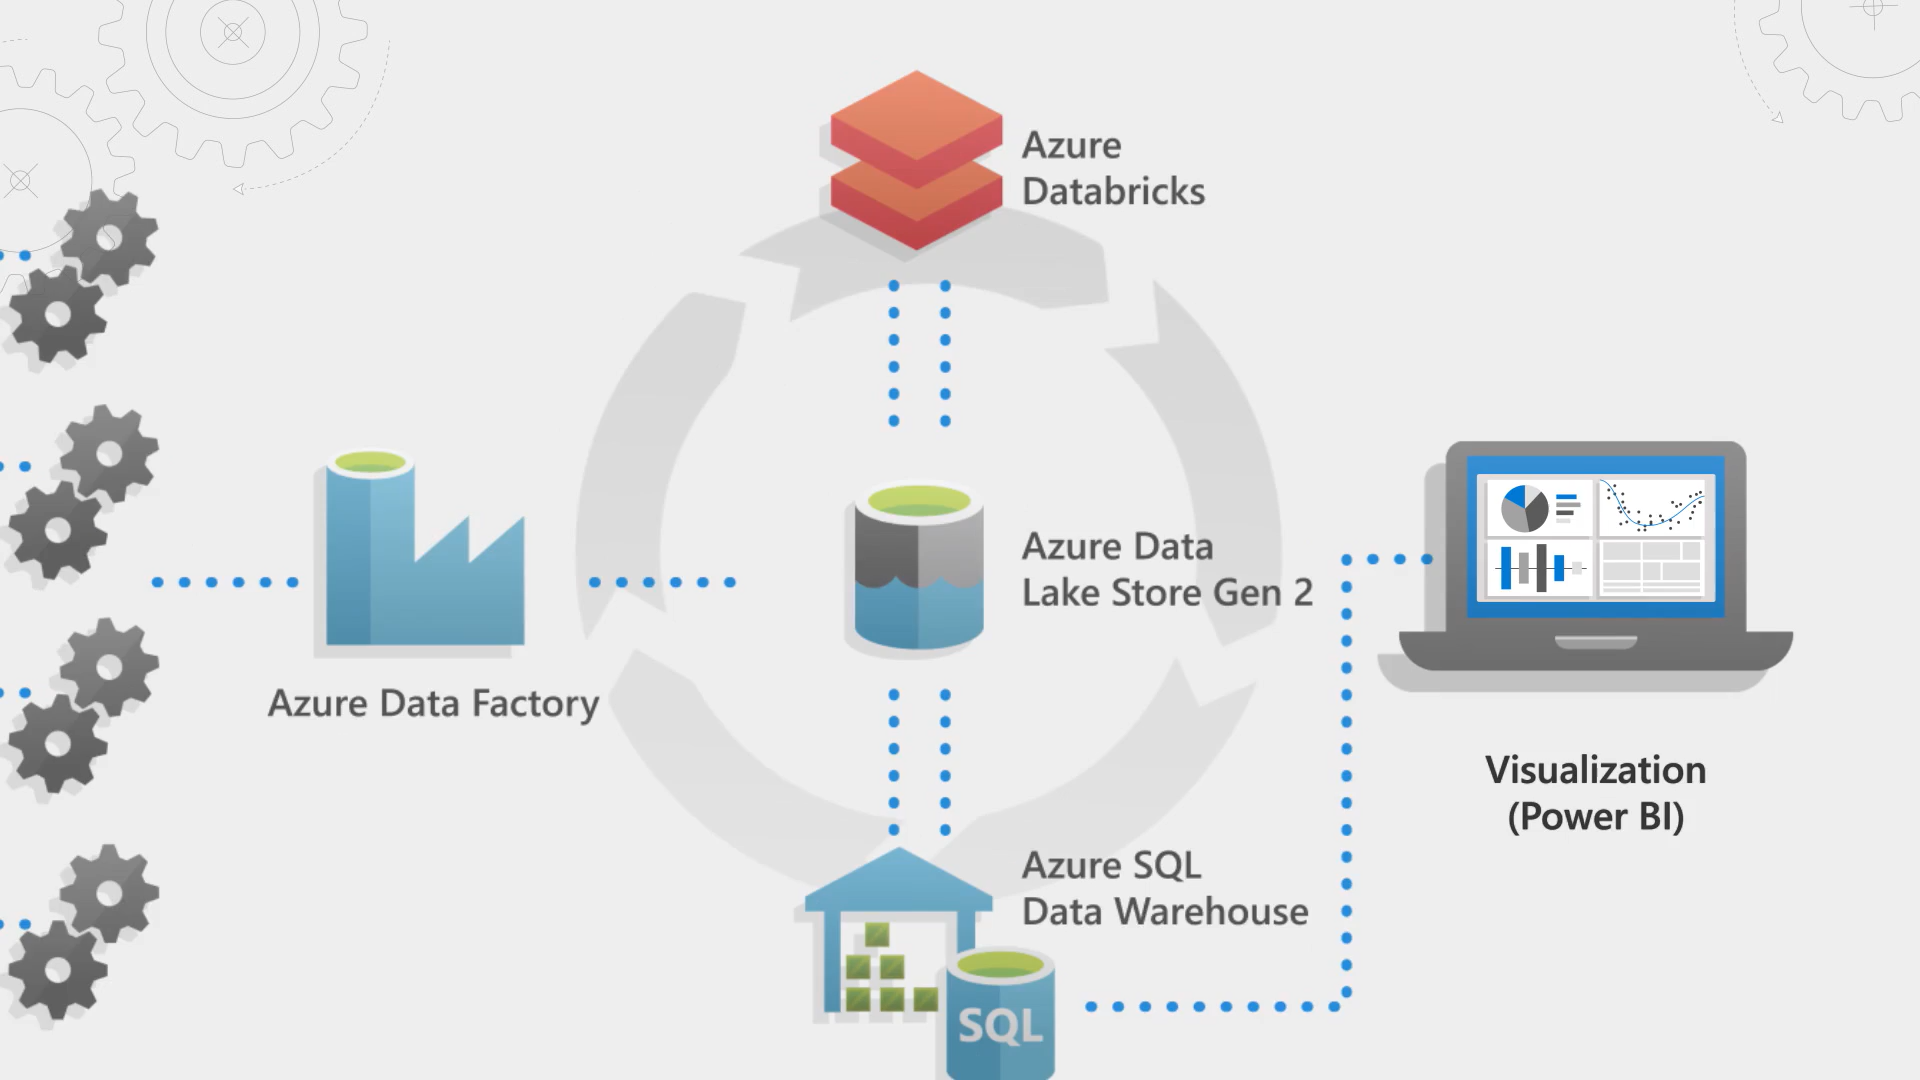 Azure
Databricks
Azure Data
Lake Store Gen 2
Azure Data Factory
Visualization
(Power BI)
Azure SQL
Data Warehouse
SQL